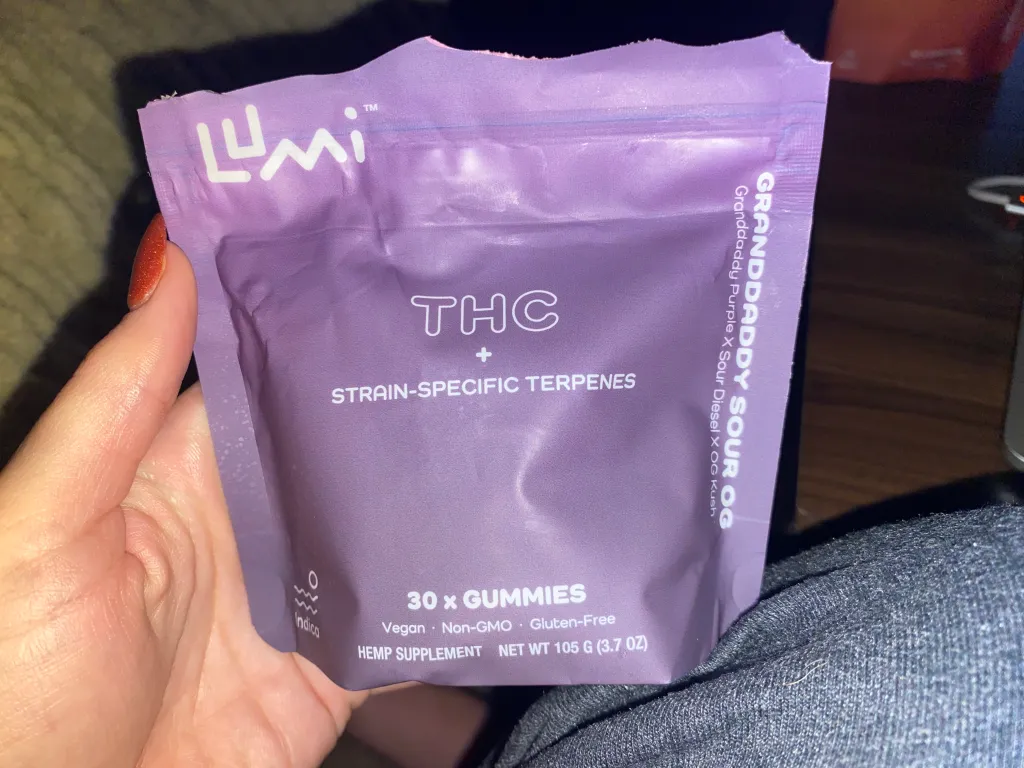 LUMi™
THC
+
STRAIN-SPECIFIC TERPENES
GRANDDADDY SOUR OG
Granddaddy Purple X Sour Diesel X OG Kush
indica
30 x GUMMIES
Vegan · Non-GMO · Gluten-Free
HEMP SUPPLEMENT NET WT 105 G (3.7 OZ)